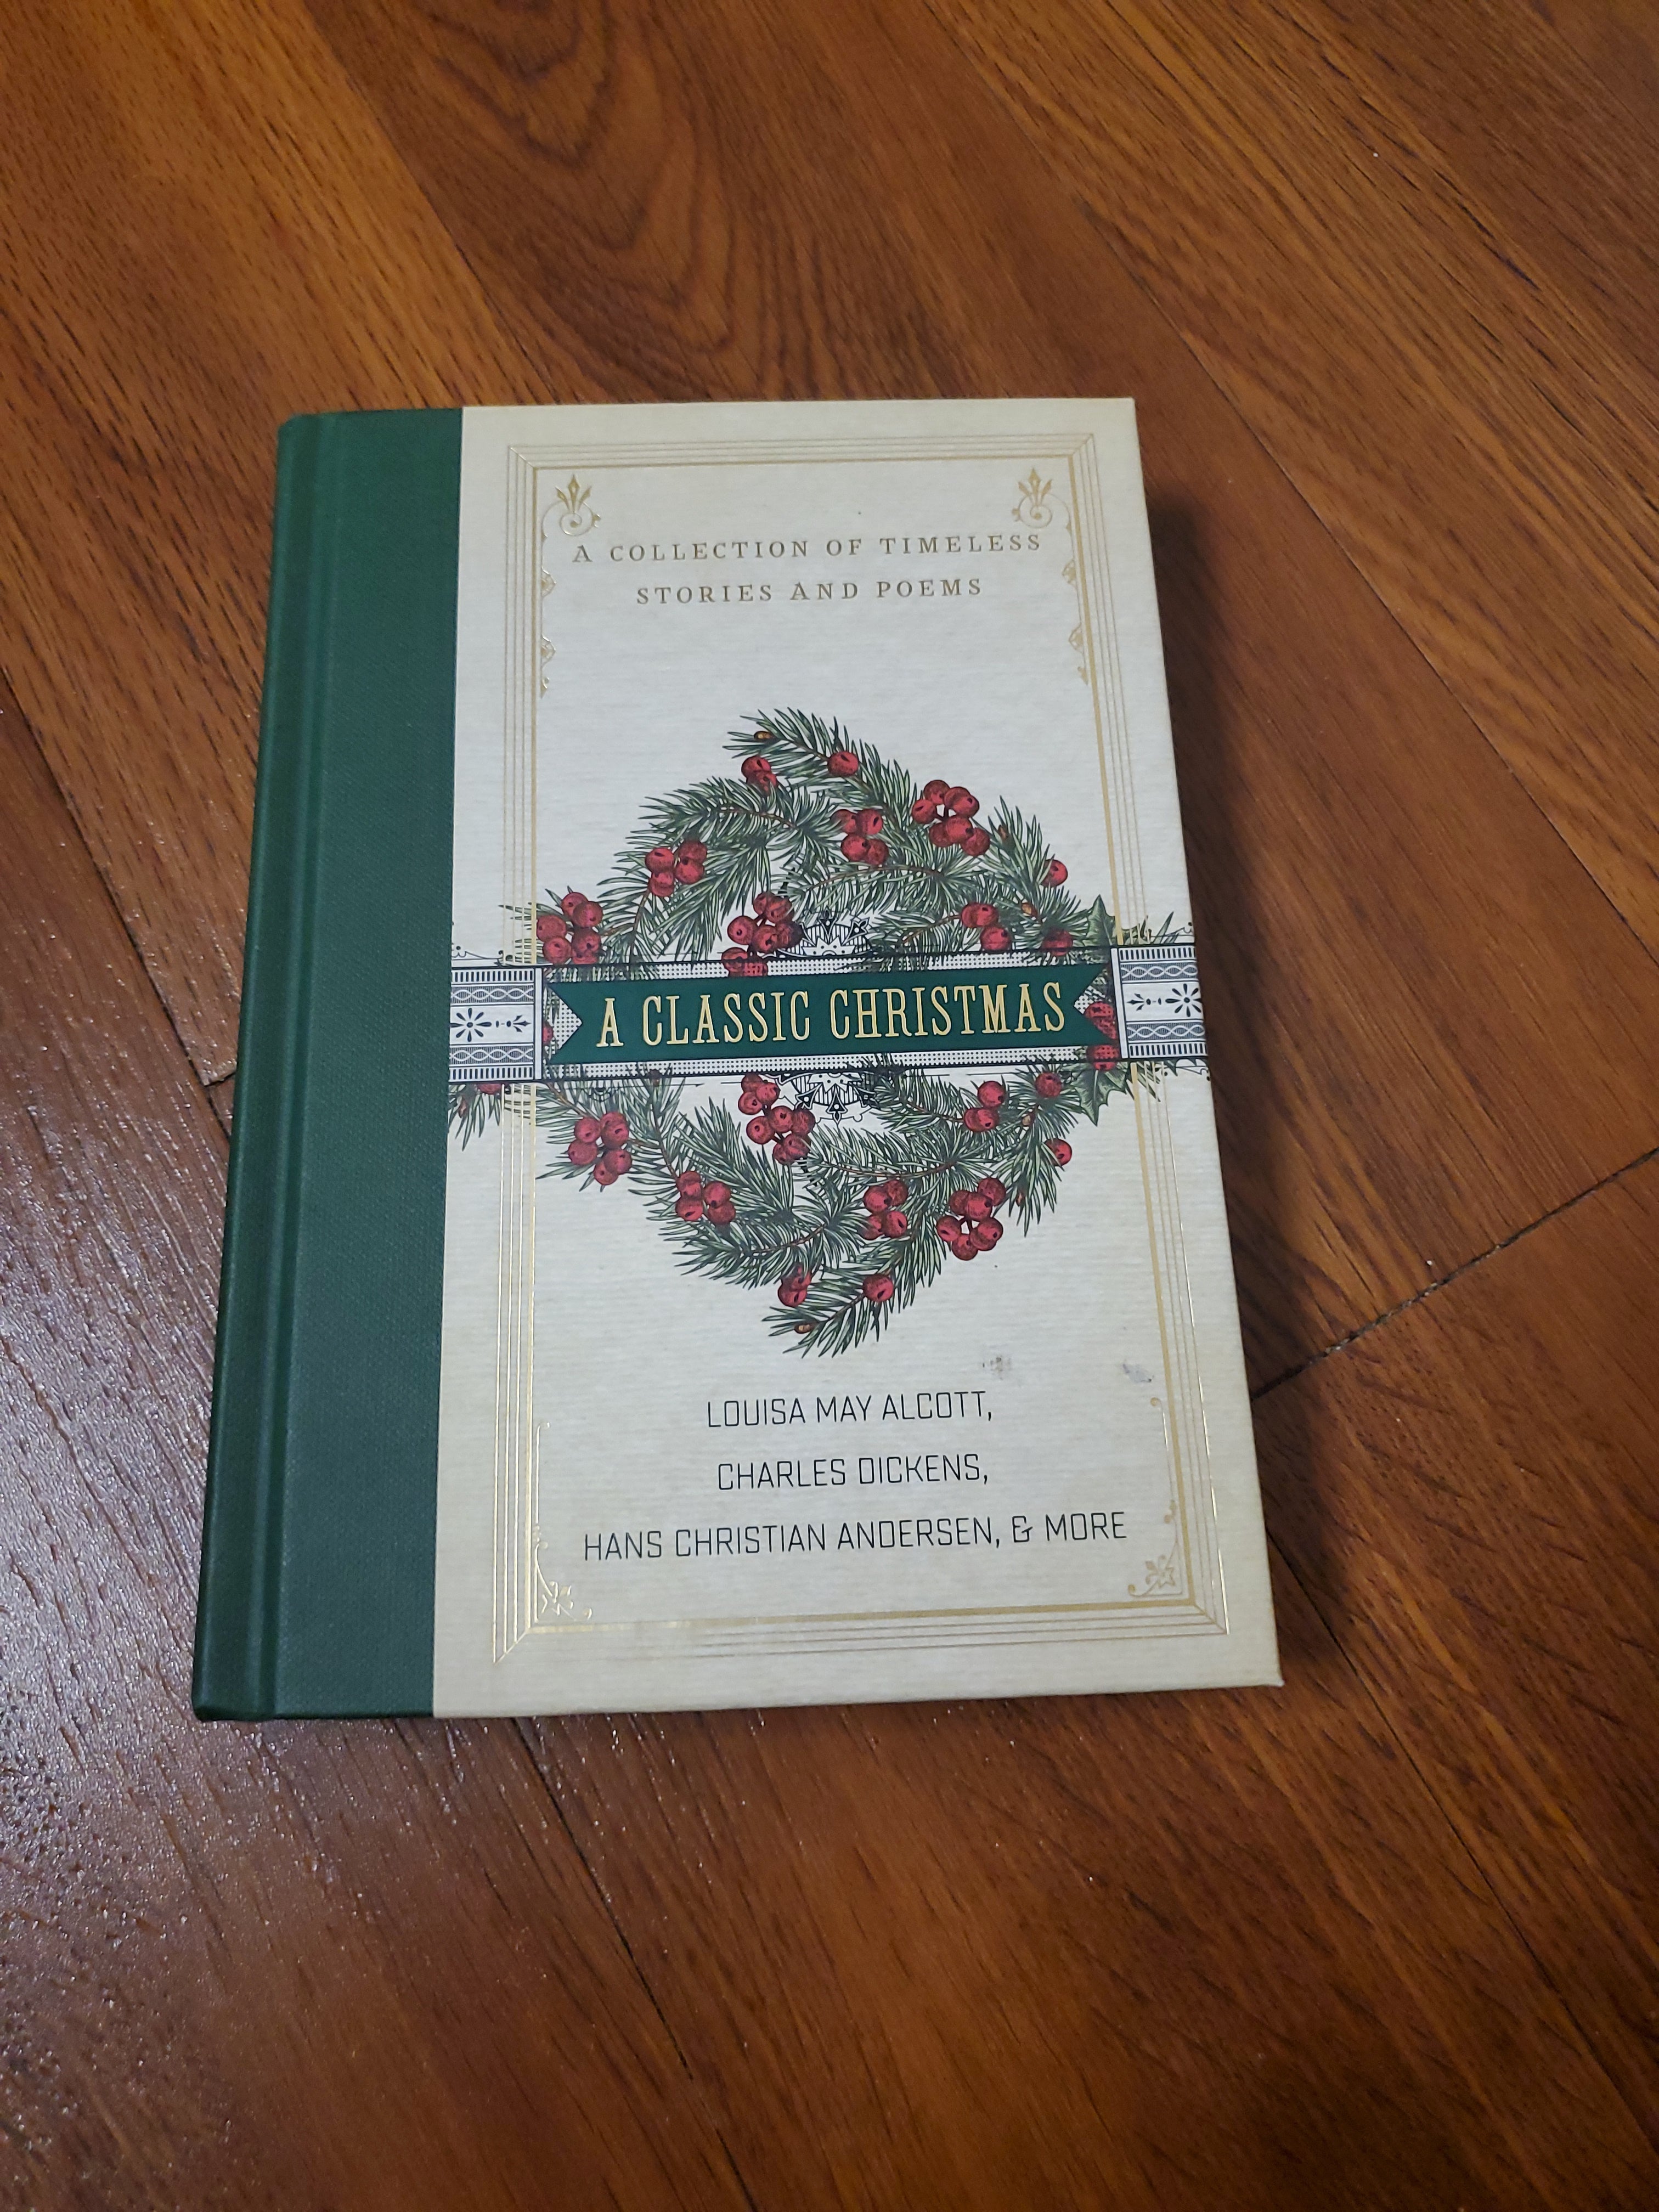 A COLLECTION OF TIMELESS
STORIES AND POEMS
A CLASSIC CHRISTMAS
LOUISA MAY ALCOTT,
CHARLES DICKENS,
HANS CHRISTIAN ANDERSEN, & MORE